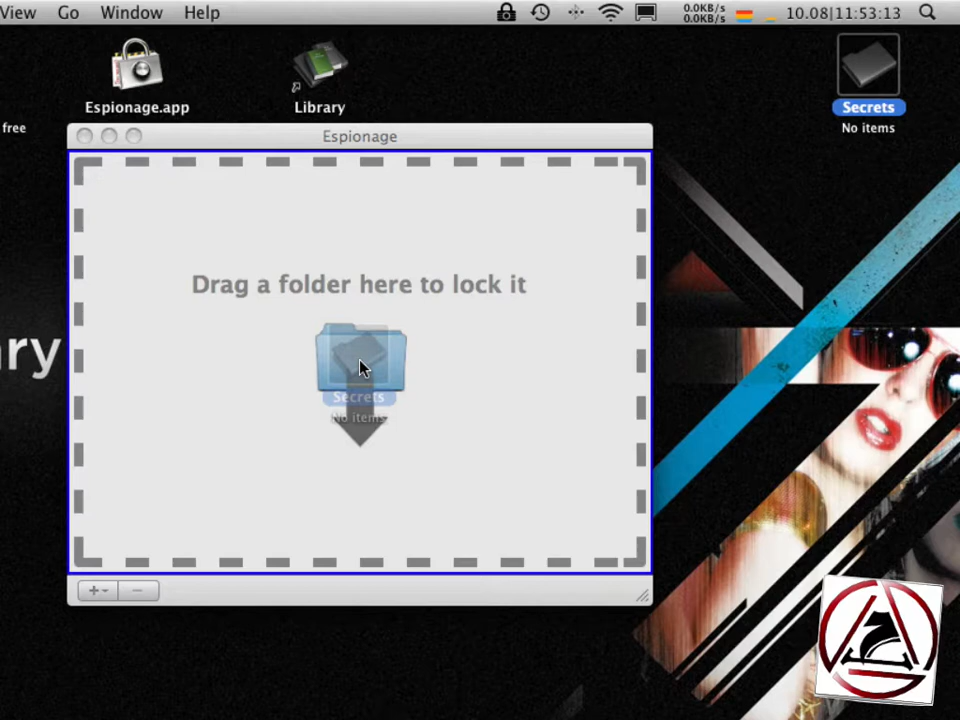 View Go Window Help
0.0KB/s
0.0KB/s
10.08|11:53:13
Espionage.app
Library
Secrets
No items
free
Espionage
Drag a folder here to lock it
ary
Secrets
No items